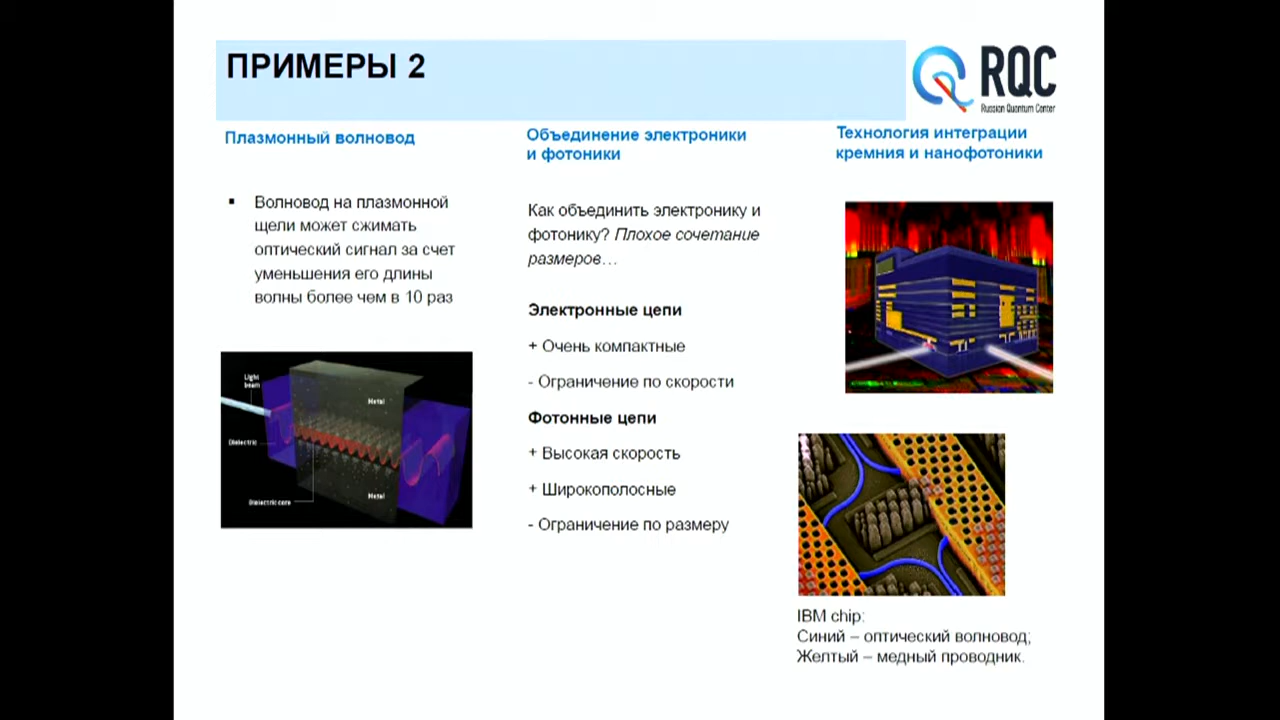 ПРИМЕРЫ 2
RQC
Russian Quantum Center
Плазмонный волновод
▪ Волновод на плазмонной
щели может сжимать
оптический сигнал за счет
уменьшения его длины
волны более чем в 10 раз
Light
beam
Metal
Dielectric
Metal
Dielectric core
Объединение электроники
и фотоники
Как объединить электронику и
фотонику? Плохое сочетание
размеров…
Электронные цепи
+ Очень компактные
- Ограничение по скорости
Фотонные цепи
+ Высокая скорость
+ Широкополосные
- Ограничение по размеру
Технология интеграции
кремния и нанофотоники
IBM chip:
Синий – оптический волновод;
Желтый – медный проводник.